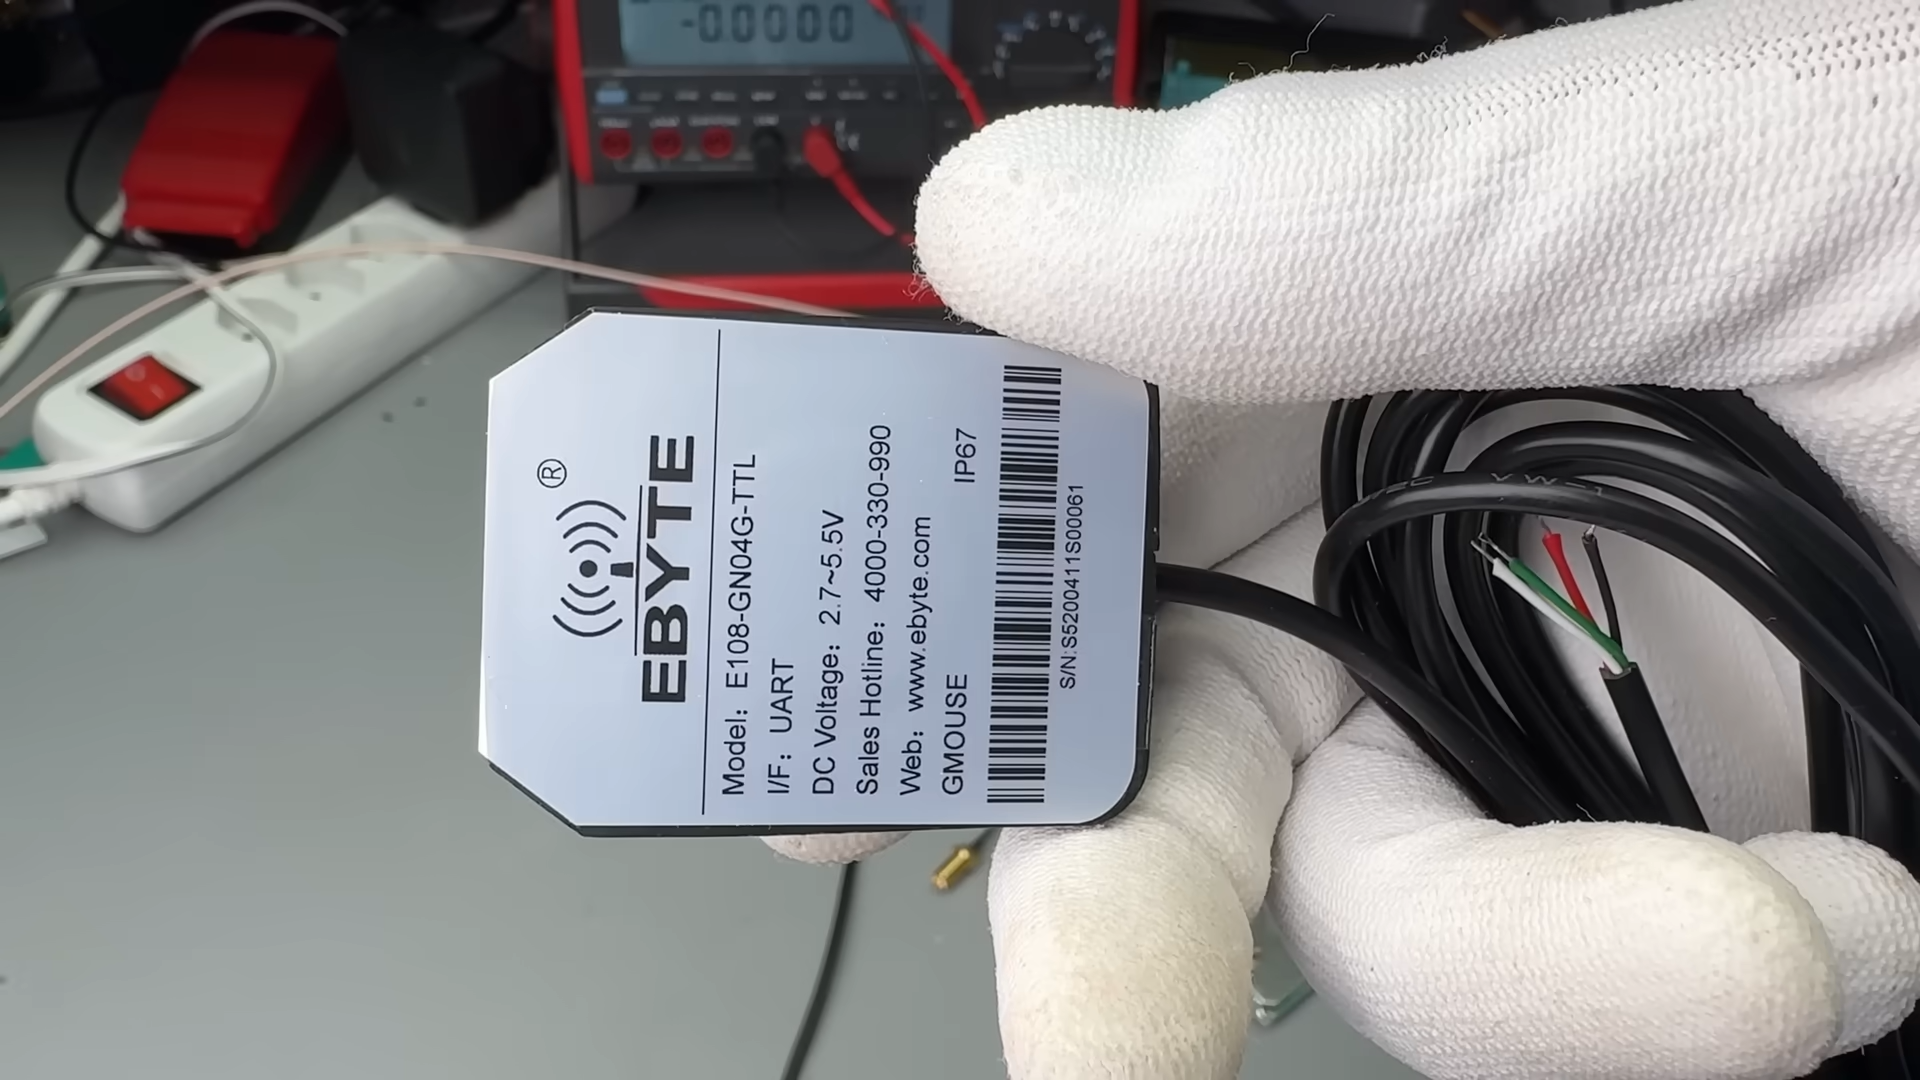 -0.0000
®
EBYTE
Model: E108-GN04G-TTL
I/F: UART
DC Voltage: 2.7~5.5V
Sales Hotline: 4000-330-990
Web: www.ebyte.com
GMOUSE IP67
S/N:S5200411S00061